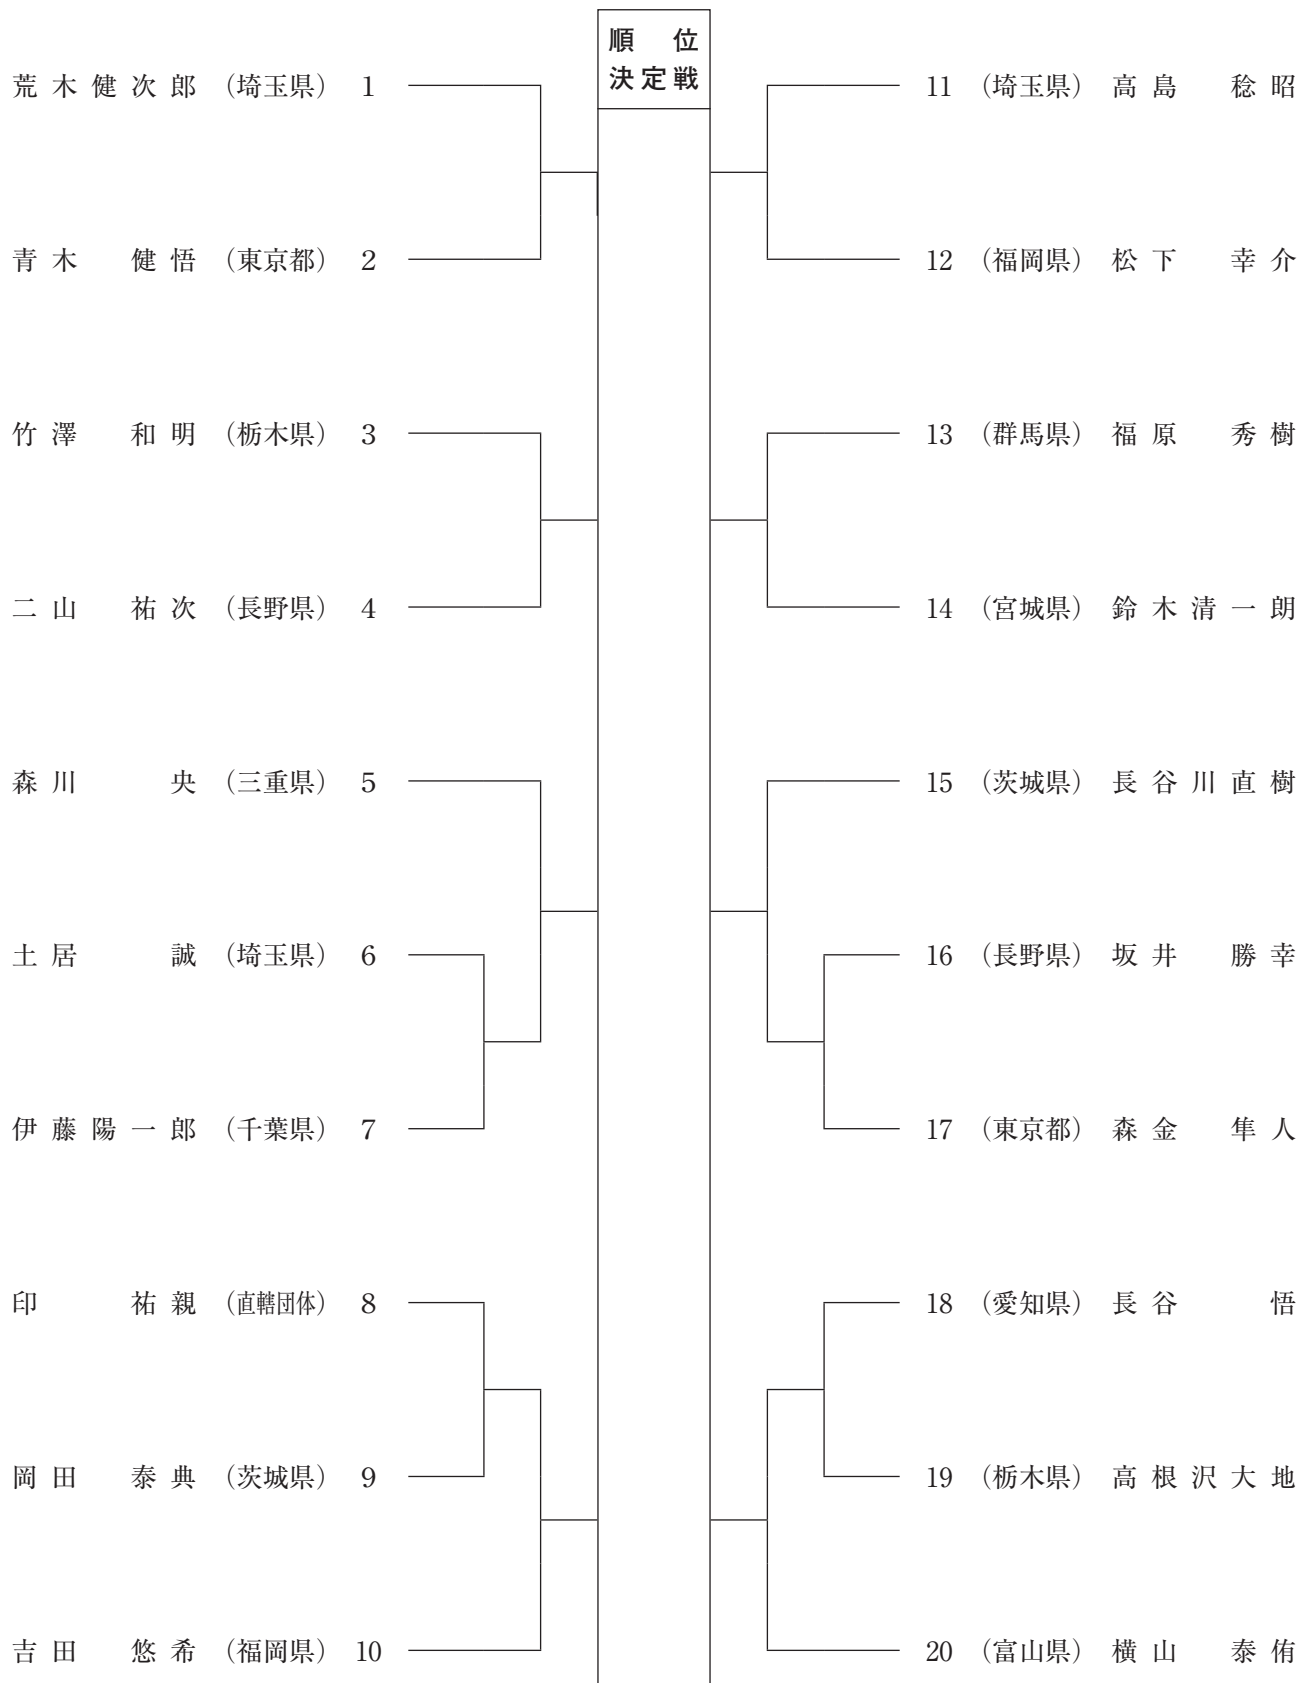 順位
決定戦
荒木健次郎 (埼玉県) 1
青木健悟 (東京都) 2
竹澤和明 (栃木県) 3
二山祐次 (長野県) 4
森川央 (三重県) 5
土居誠 (埼玉県) 6
伊藤陽一郎 (千葉県) 7
印祐親 (直轄団体) 8
岡田泰典 (茨城県) 9
吉田悠希 (福岡県) 10
11 (埼玉県) 高島稔昭
12 (福岡県) 松下幸介
13 (群馬県) 福原秀樹
14 (宮城県) 鈴木清一朗
15 (茨城県) 長谷川直樹
16 (長野県) 坂井勝幸
17 (東京都) 森金隼人
18 (愛知県) 長谷悟
19 (栃木県) 高根沢大地
20 (富山県) 横山泰侑